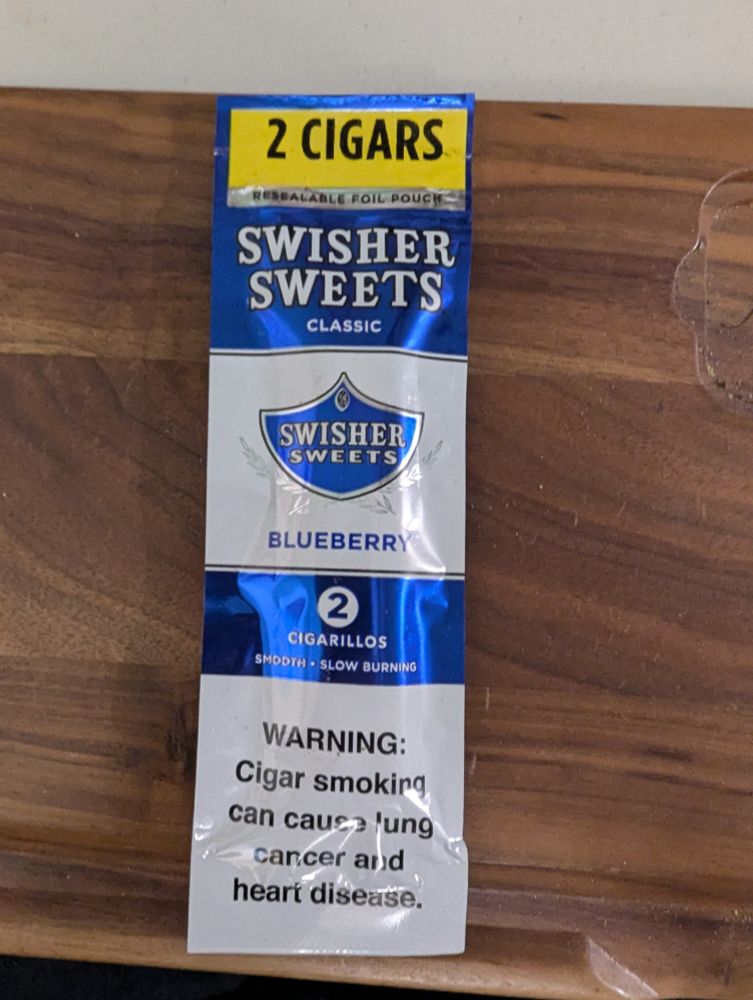 2 CIGARS
RESEALABLE FOIL POUCH
SWISHER
SWEETS
CLASSIC
SWISHER
SWEETS
BLUEBERRY
2
CIGARILLOS
SMOOTH • SLOW BURNING
WARNING:
Cigar smoking
can cause lung
cancer and
heart disease.